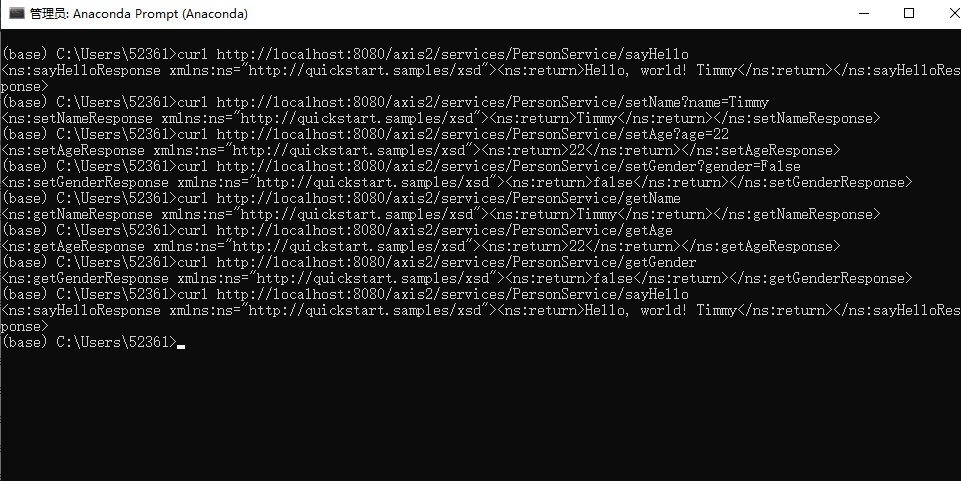 管理员: Anaconda Prompt (Anaconda)
(base) C:\Users\52361>curl http://localhost:8080/axis2/services/PersonService/sayHello
<ns:sayHelloResponse xmlns:ns="http://quickstart.samples/xsd"><ns:return>Hello, world! Timmy</ns:return></ns:sayHelloRes
ponse>
(base) C:\Users\52361>curl http://localhost:8080/axis2/services/PersonService/setName?name=Timmy
<ns:setNameResponse xmlns:ns="http://quickstart.samples/xsd"><ns:return>Timmy</ns:return></ns:setNameResponse>
(base) C:\Users\52361>curl http://localhost:8080/axis2/services/PersonService/setAge?age=22
<ns:setAgeResponse xmlns:ns="http://quickstart.samples/xsd"><ns:return>22</ns:return></ns:setAgeResponse>
(base) C:\Users\52361>curl http://localhost:8080/axis2/services/PersonService/setGender?gender=False
<ns:setGenderResponse xmlns:ns="http://quickstart.samples/xsd"><ns:return>false</ns:return></ns:setGenderResponse>
(base) C:\Users\52361>curl http://localhost:8080/axis2/services/PersonService/getName
<ns:getNameResponse xmlns:ns="http://quickstart.samples/xsd"><ns:return>Timmy</ns:return></ns:getNameResponse>
(base) C:\Users\52361>curl http://localhost:8080/axis2/services/PersonService/getAge
<ns:getAgeResponse xmlns:ns="http://quickstart.samples/xsd"><ns:return>22</ns:return></ns:getAgeResponse>
(base) C:\Users\52361>curl http://localhost:8080/axis2/services/PersonService/getGender
<ns:getGenderResponse xmlns:ns="http://quickstart.samples/xsd"><ns:return>false</ns:return></ns:getGenderResponse>
(base) C:\Users\52361>curl http://localhost:8080/axis2/services/PersonService/sayHello
<ns:sayHelloResponse xmlns:ns="http://quickstart.samples/xsd"><ns:return>Hello, world! Timmy</ns:return></ns:sayHelloRes
ponse>
(base) C:\Users\52361>